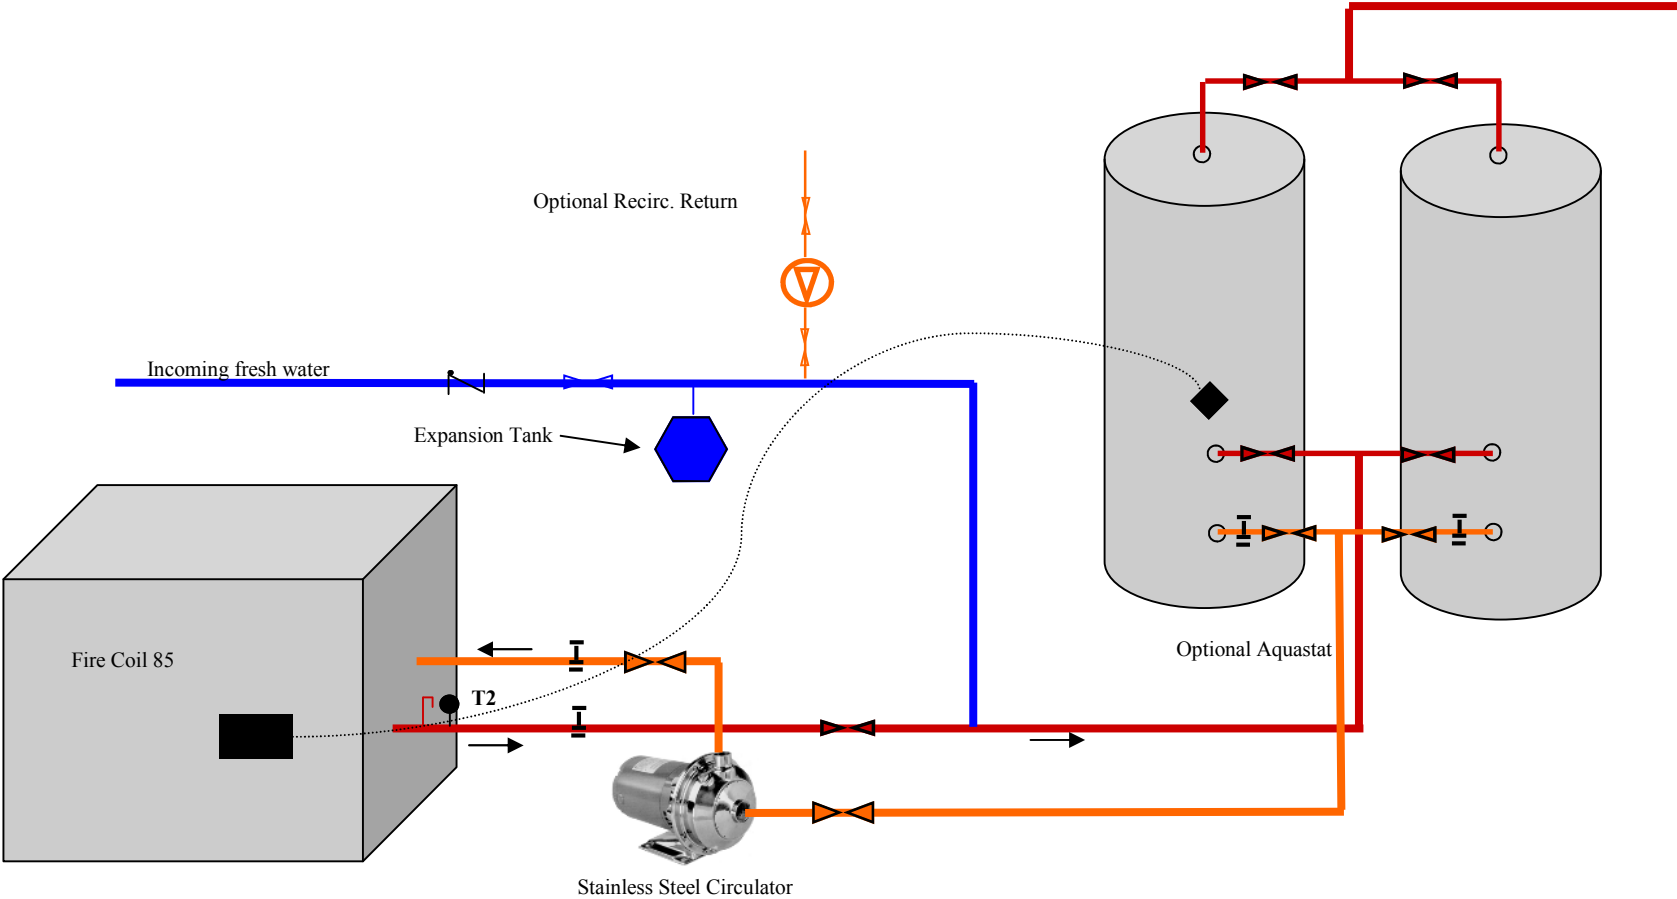 Optional Recirc. Return
Incoming fresh water
Expansion Tank
Optional Aquastat
Fire Coil 85
T2
Stainless Steel Circulator